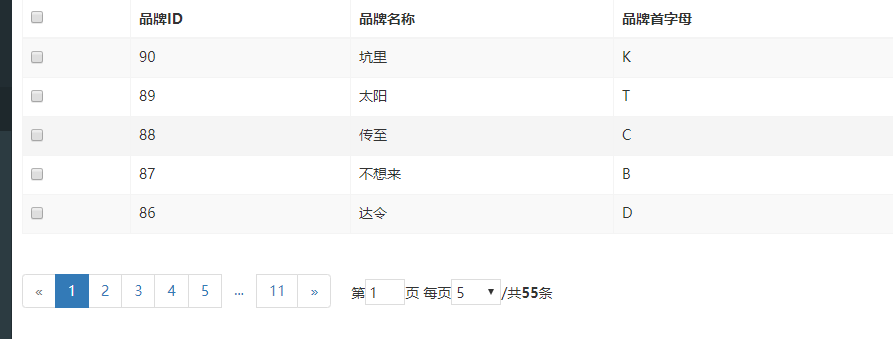 品牌ID 品牌名称 品牌首字母
90 坑里 K
89 太阳 T
88 传至 C
87 不想来 B
86 达令 D
« 1 2 3 4 5 ... 11 » 第 1 页 每页 5 /共55条